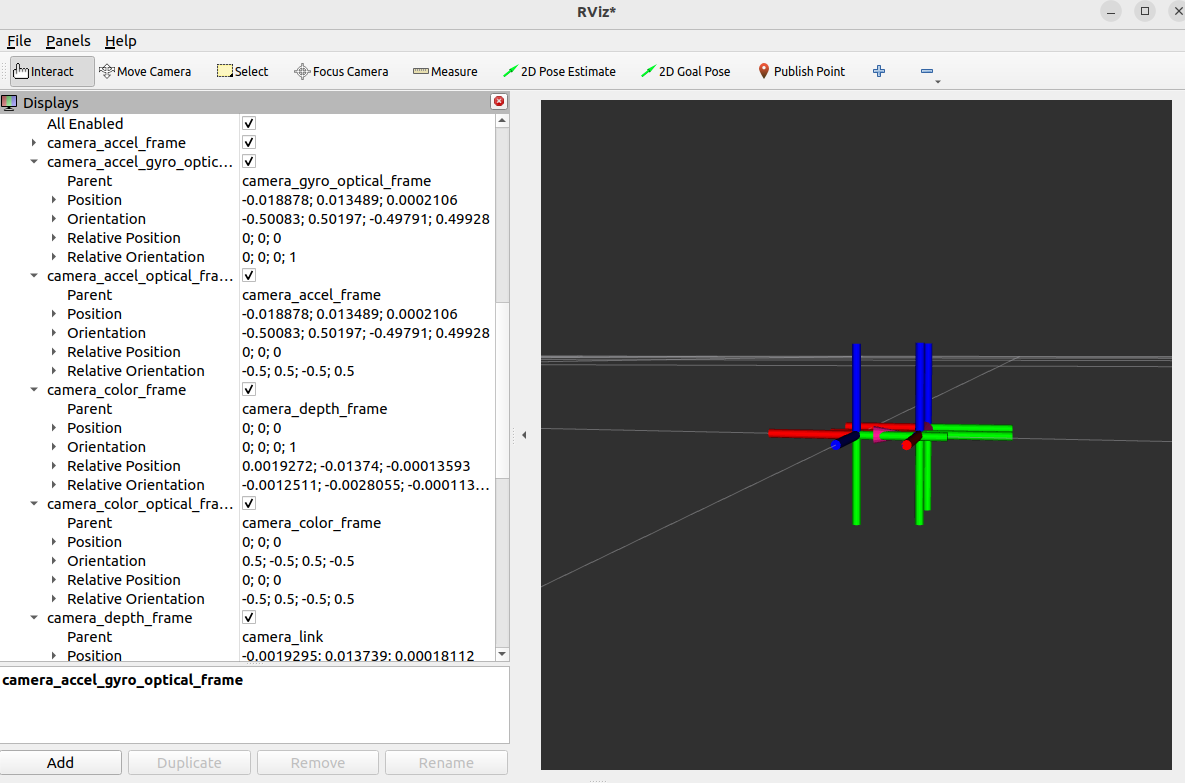 RViz*
File Panels Help
Interact Move Camera Select Focus Camera Measure 2D Pose Estimate 2D Goal Pose Publish Point
Displays
All Enabled
camera_accel_frame
camera_accel_gyro_optic...
Parent camera_gyro_optical_frame
Position -0.018878; 0.013489; 0.0002106
Orientation -0.50083; 0.50197; -0.49791; 0.49928
Relative Position 0; 0; 0
Relative Orientation 0; 0; 0; 1
camera_accel_optical_fra...
Parent camera_accel_frame
Position -0.018878; 0.013489; 0.0002106
Orientation -0.50083; 0.50197; -0.49791; 0.49928
Relative Position 0; 0; 0
Relative Orientation -0.5; 0.5; -0.5; 0.5
camera_color_frame
Parent camera_depth_frame
Position 0; 0; 0
Orientation 0; 0; 0; 1
Relative Position 0.0019272; -0.01374; -0.00013593
Relative Orientation -0.0012511; -0.0028055; -0.000113...
camera_color_optical_fra...
Parent camera_color_frame
Position 0; 0; 0
Orientation 0.5; -0.5; 0.5; -0.5
Relative Position 0; 0; 0
Relative Orientation -0.5; 0.5; -0.5; 0.5
camera_depth_frame
Parent camera_link
Position -0.0019295; 0.013739; 0.00018112
camera_accel_gyro_optical_frame
Add Duplicate Remove Rename